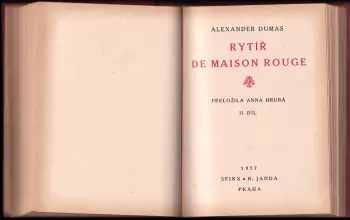 ALEXANDER DUMAS
RYTÍŘ
DE MAISON ROUGE
PŘELOŽILA ANNA HRUBÁ
II. DÍL
1927
SFINX • B. JANDA
PRAHA